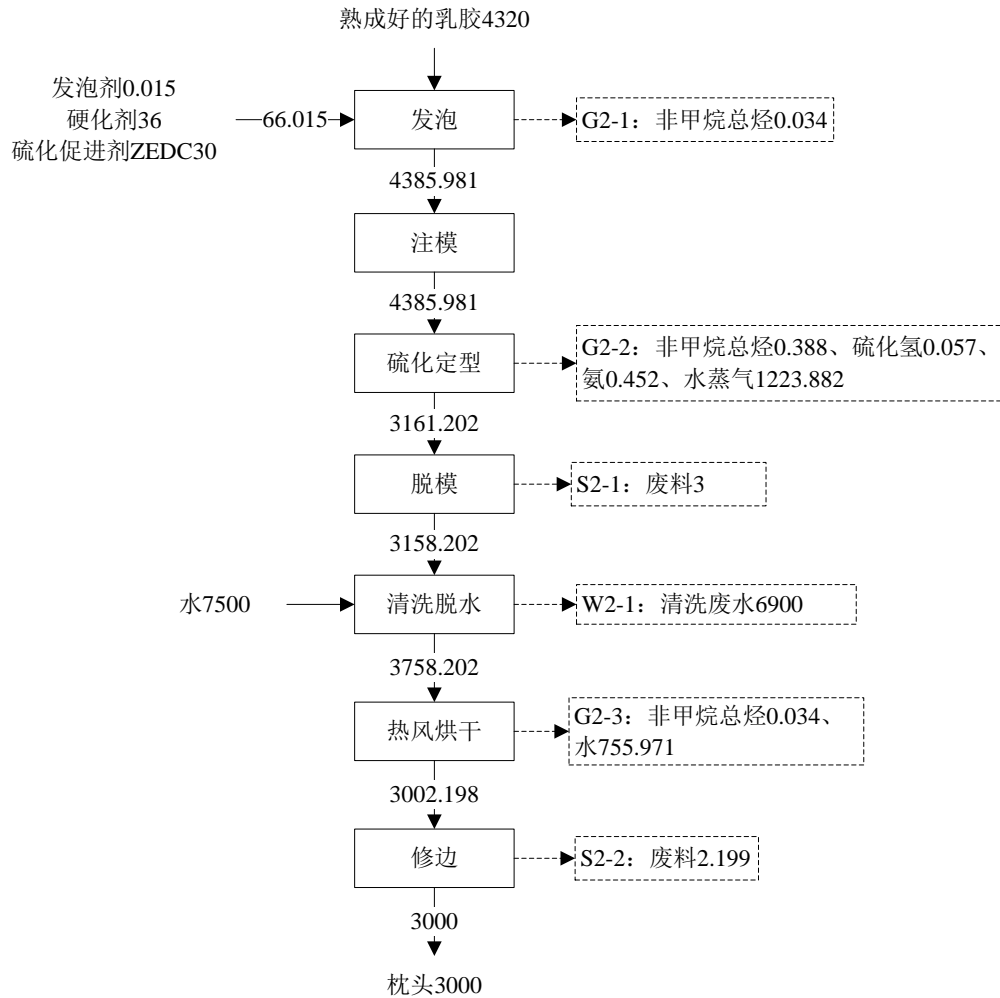 熟成好的乳胶4320
发泡剂0.015
硬化剂36
硫化促进剂ZEDC30
66.015
发泡
G2-1：非甲烷总烃0.034
4385.981
注模
4385.981
硫化定型
G2-2：非甲烷总烃0.388、硫化氢0.057、
氨0.452、水蒸气1223.882
3161.202
脱模
S2-1：废料3
3158.202
水7500
清洗脱水
W2-1：清洗废水6900
3758.202
热风烘干
G2-3：非甲烷总烃0.034、
水755.971
3002.198
修边
S2-2：废料2.199
3000
枕头3000